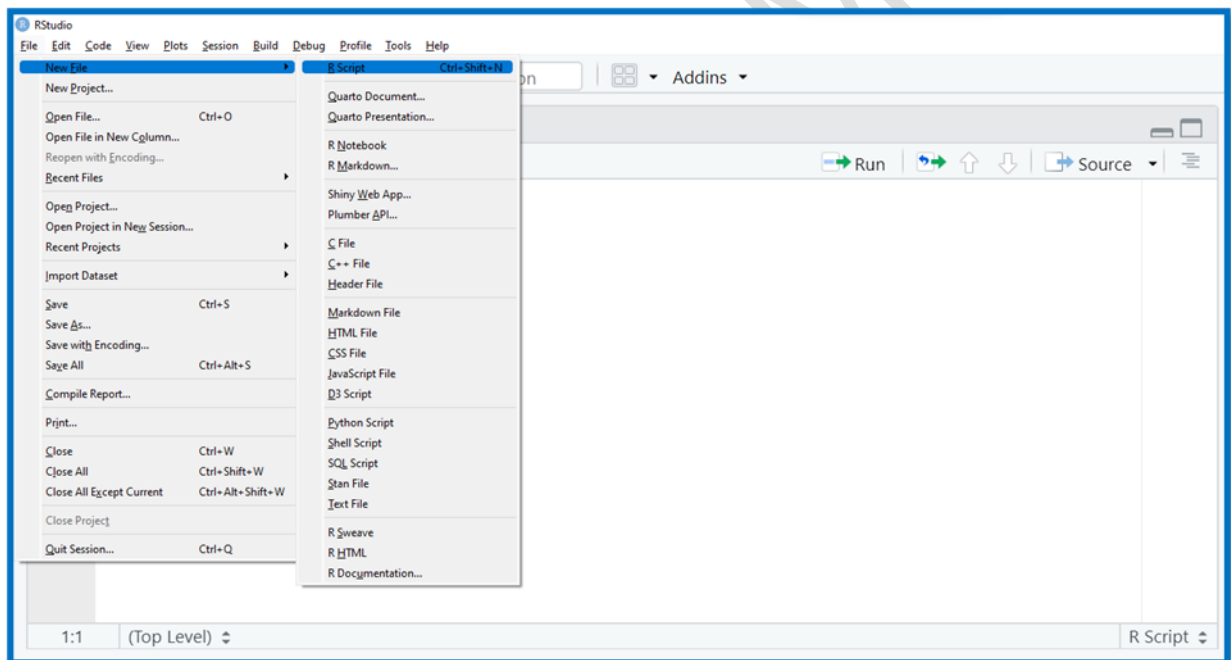 RStudio
File Edit Code View Plots Session Build Debug Profile Tools Help
New File
New Project...
Open File... Ctrl+O
Open File in New Column...
Reopen with Encoding...
Recent Files
Open Project...
Open Project in New Session...
Recent Projects
Import Dataset
Save Ctrl+S
Save As...
Save with Encoding...
Save All Ctrl+Alt+S
Compile Report...
Print...
Close Ctrl+W
Close All Ctrl+Shift+W
Close All Except Current Ctrl+Alt+Shift+W
Close Project
Quit Session... Ctrl+Q
R Script Ctrl+Shift+N
Quarto Document...
Quarto Presentation...
R Notebook
R Markdown...
Shiny Web App...
Plumber API...
C File
C++ File
Header File
Markdown File
HTML File
CSS File
JavaScript File
D3 Script
Python Script
Shell Script
SQL Script
Stan File
Text File
R Sweave
R HTML
R Documentation...
Addins
Run Source
1:1 (Top Level) R Script